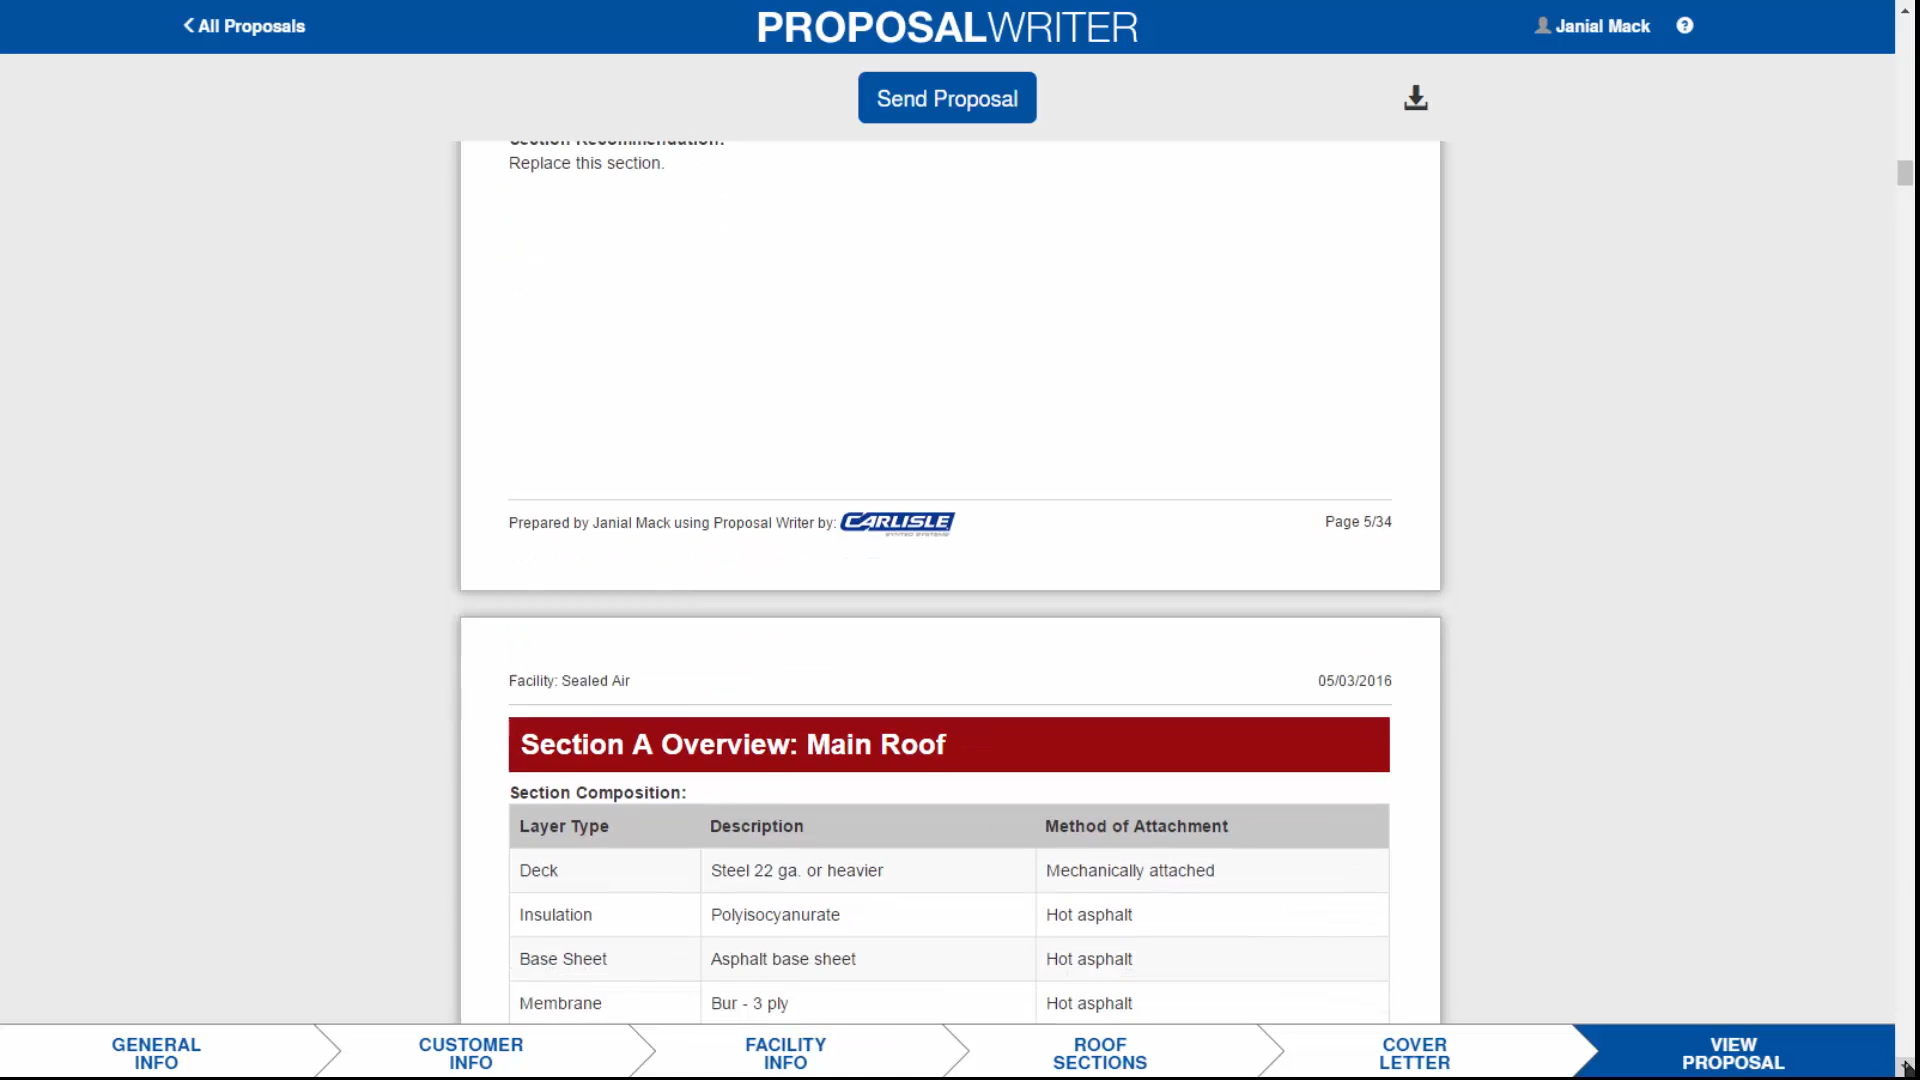 All Proposals
PROPOSALWRITER
Janial Mack
Send Proposal
Section Recommendation:
Replace this section.
Prepared by Janial Mack using Proposal Writer by: CARLISLE
SYNTEC SYSTEMS
Page 5/34
Facility: Sealed Air
05/03/2016
Section A Overview: Main Roof
Section Composition:
Layer Type Description Method of Attachment
Deck Steel 22 ga. or heavier Mechanically attached
Insulation Polyisocyanurate Hot asphalt
Base Sheet Asphalt base sheet Hot asphalt
Membrane Bur - 3 ply Hot asphalt
GENERAL INFO
CUSTOMER INFO
FACILITY INFO
ROOF SECTIONS
COVER LETTER
VIEW PROPOSAL